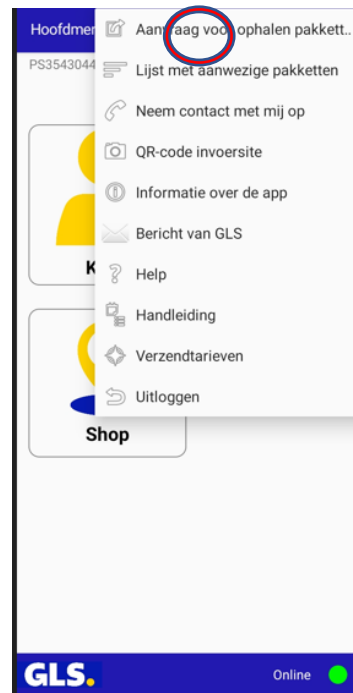 Hoofdmen
PS3543044
Aanvraag voor ophalen pakkett..
Lijst met aanwezige pakketten
Neem contact met mij op
QR-code invoersite
Informatie over de app
Bericht van GLS
K
Help
Handleiding
Verzendtarieven
Uitloggen
Shop
GLS.
Online